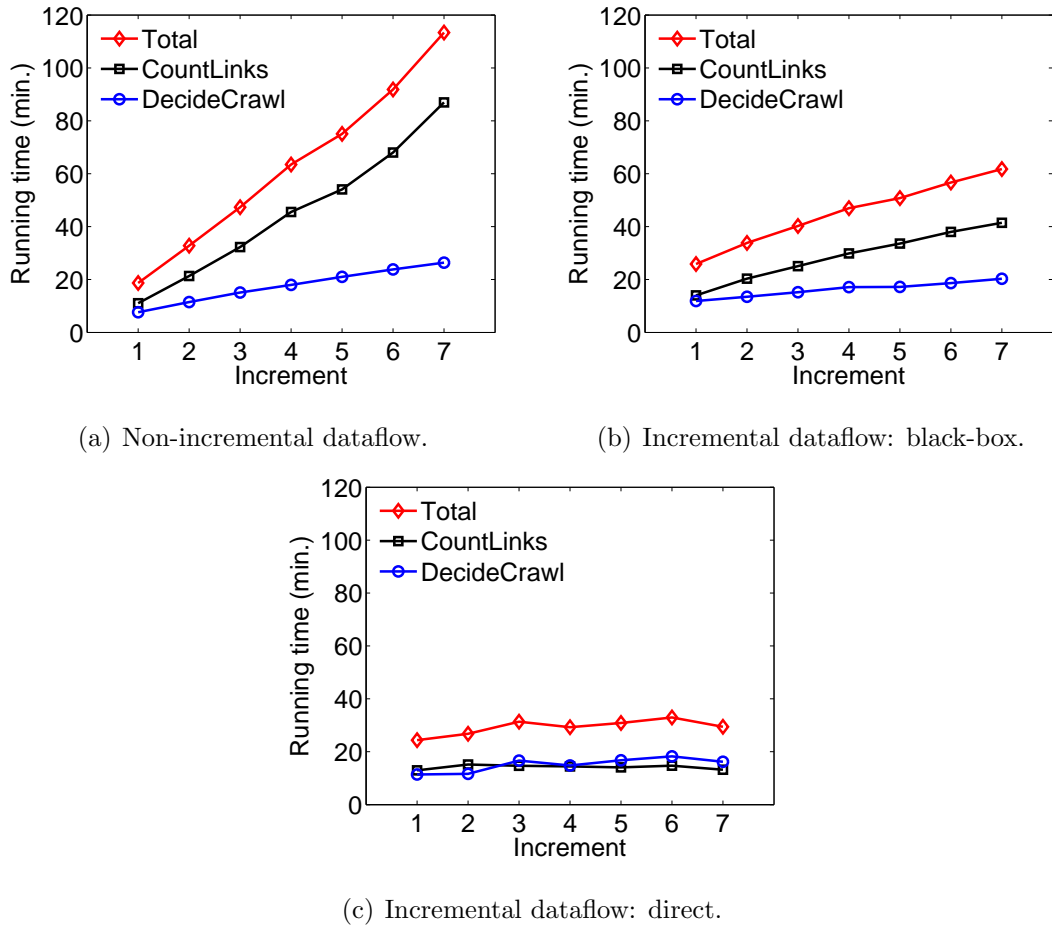 120
100
80
60
40
20
0
Running time (min.)
Total
CountLinks
DecideCrawl
1 2 3 4 5 6 7
Increment
(a) Non-incremental dataflow.
120
100
80
60
40
20
0
Running time (min.)
Total
CountLinks
DecideCrawl
1 2 3 4 5 6 7
Increment
(b) Incremental dataflow: black-box.
120
100
80
60
40
20
0
Running time (min.)
Total
CountLinks
DecideCrawl
1 2 3 4 5 6 7
Increment
(c) Incremental dataflow: direct.